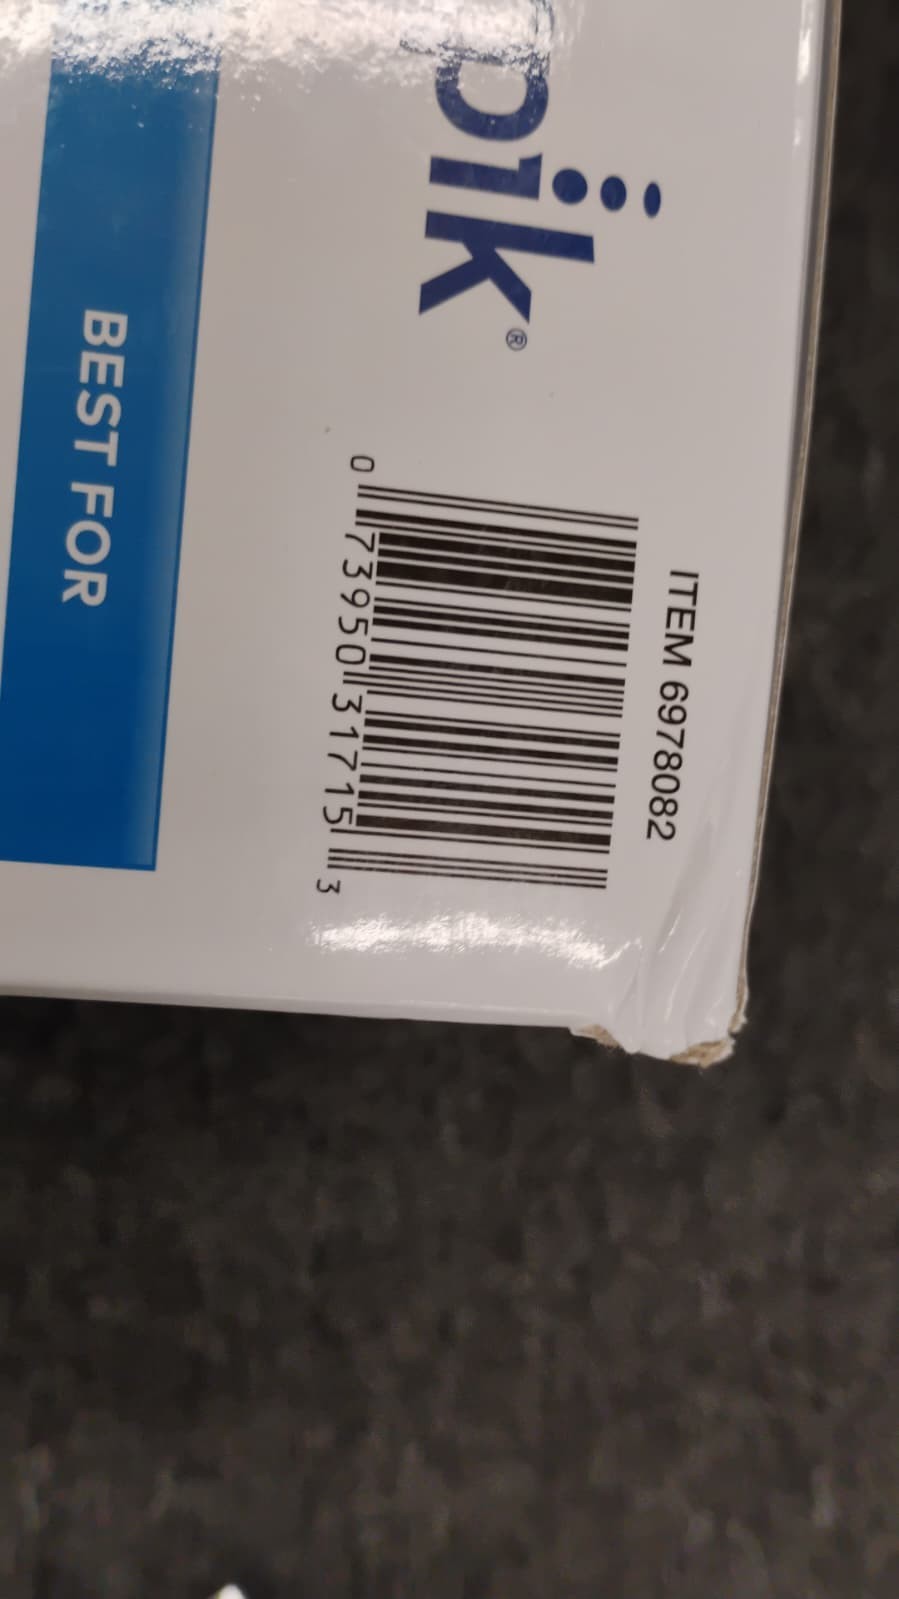 pik®
ITEM 6978082
0 73950 31715 3
BEST FOR